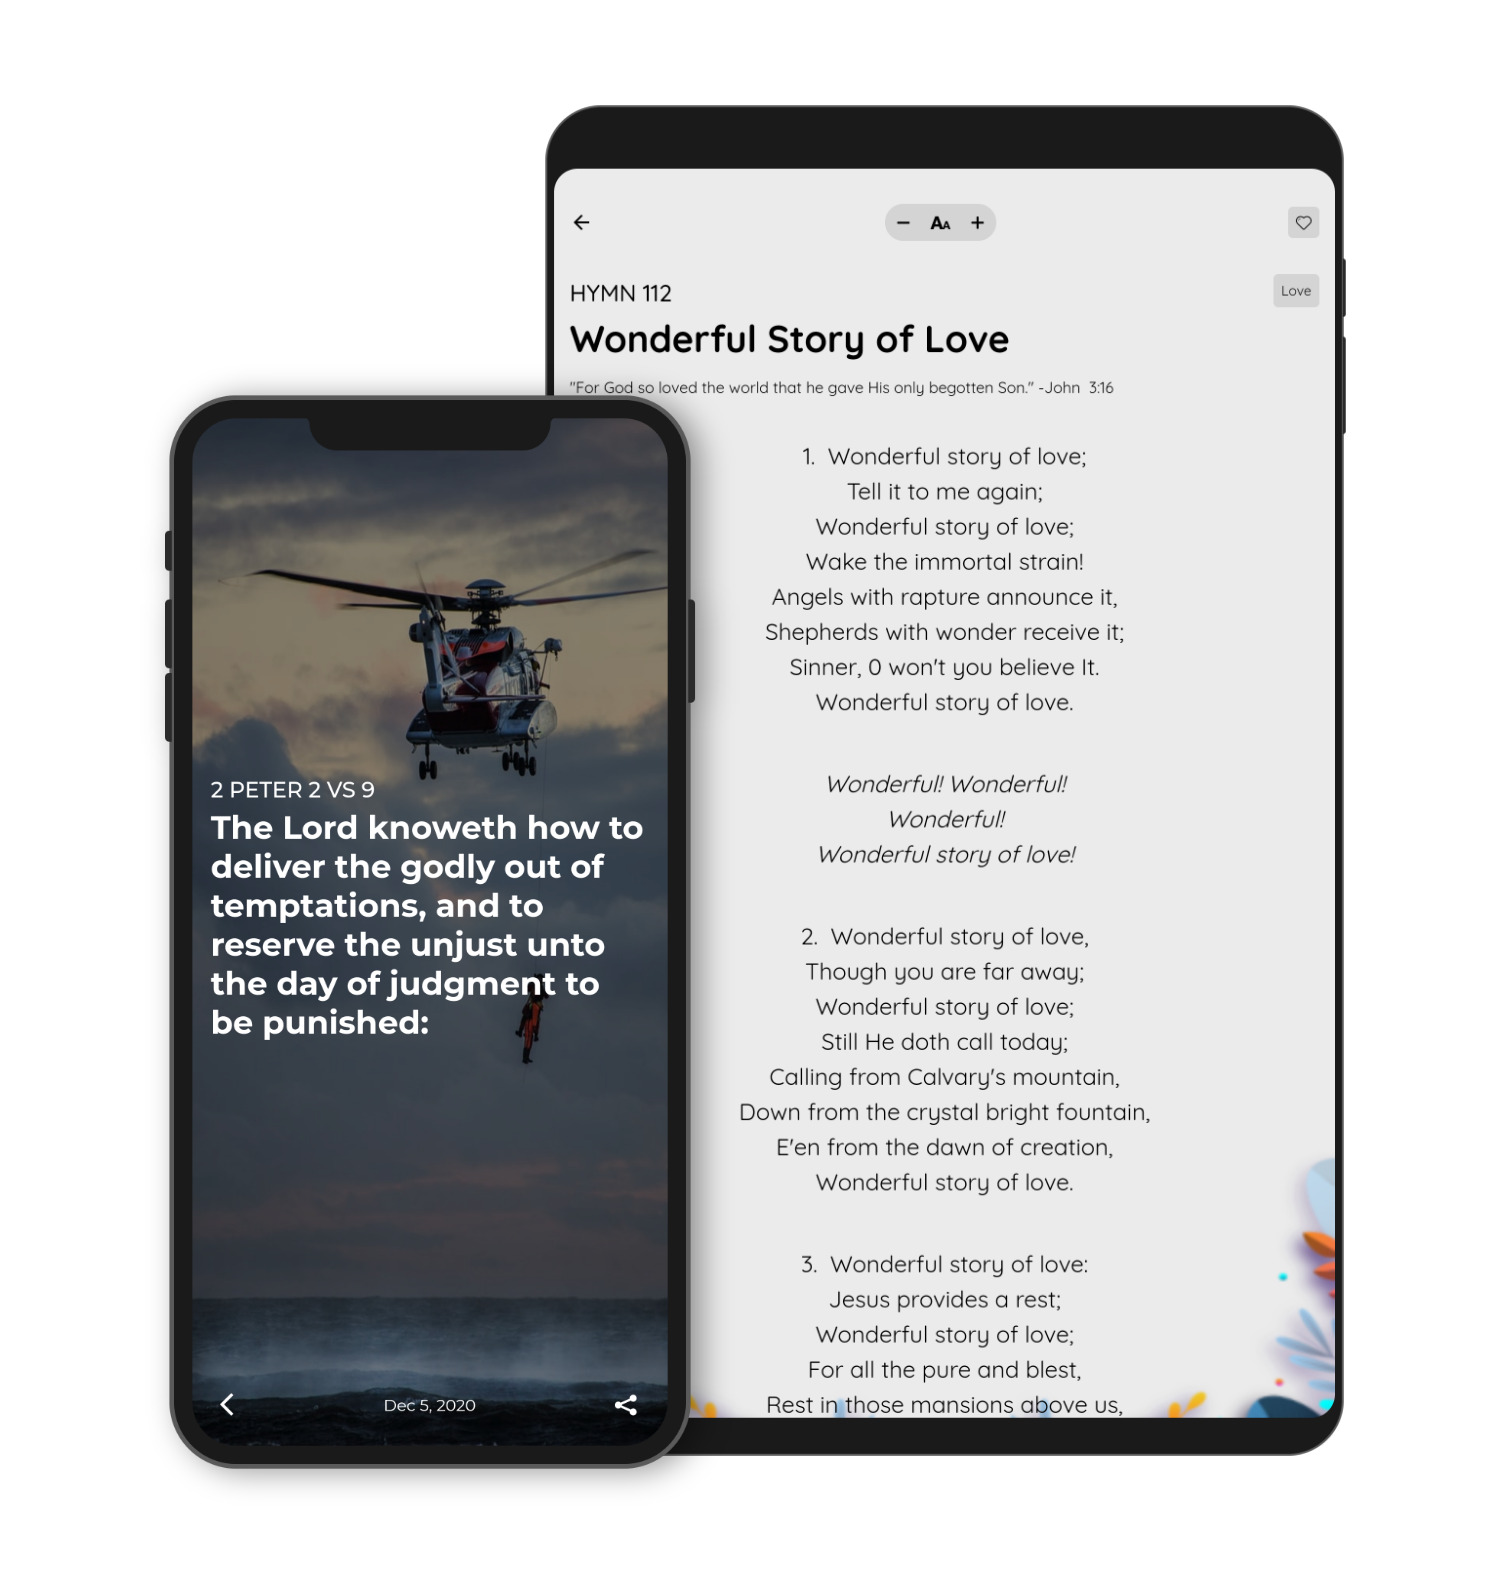 AA
HYMN 112
Love
Wonderful Story of Love
"For God so loved the world that he gave His only begotten Son." -John 3:16
1. Wonderful story of love;
Tell it to me again;
Wonderful story of love;
Wake the immortal strain!
Angels with rapture announce it,
Shepherds with wonder receive it;
Sinner, 0 won't you believe It.
Wonderful story of love.
Wonderful! Wonderful!
Wonderful!
Wonderful story of love!
2. Wonderful story of love,
Though you are far away;
Wonderful story of love;
Still He doth call today;
Calling from Calvary's mountain,
Down from the crystal bright fountain,
E'en from the dawn of creation,
Wonderful story of love.
3. Wonderful story of love:
Jesus provides a rest;
Wonderful story of love;
For all the pure and blest,
Rest in those mansions above us,
2 PETER 2 VS 9
The Lord knoweth how to
deliver the godly out of
temptations, and to
reserve the unjust unto
the day of judgment to
be punished:
Dec 5, 2020